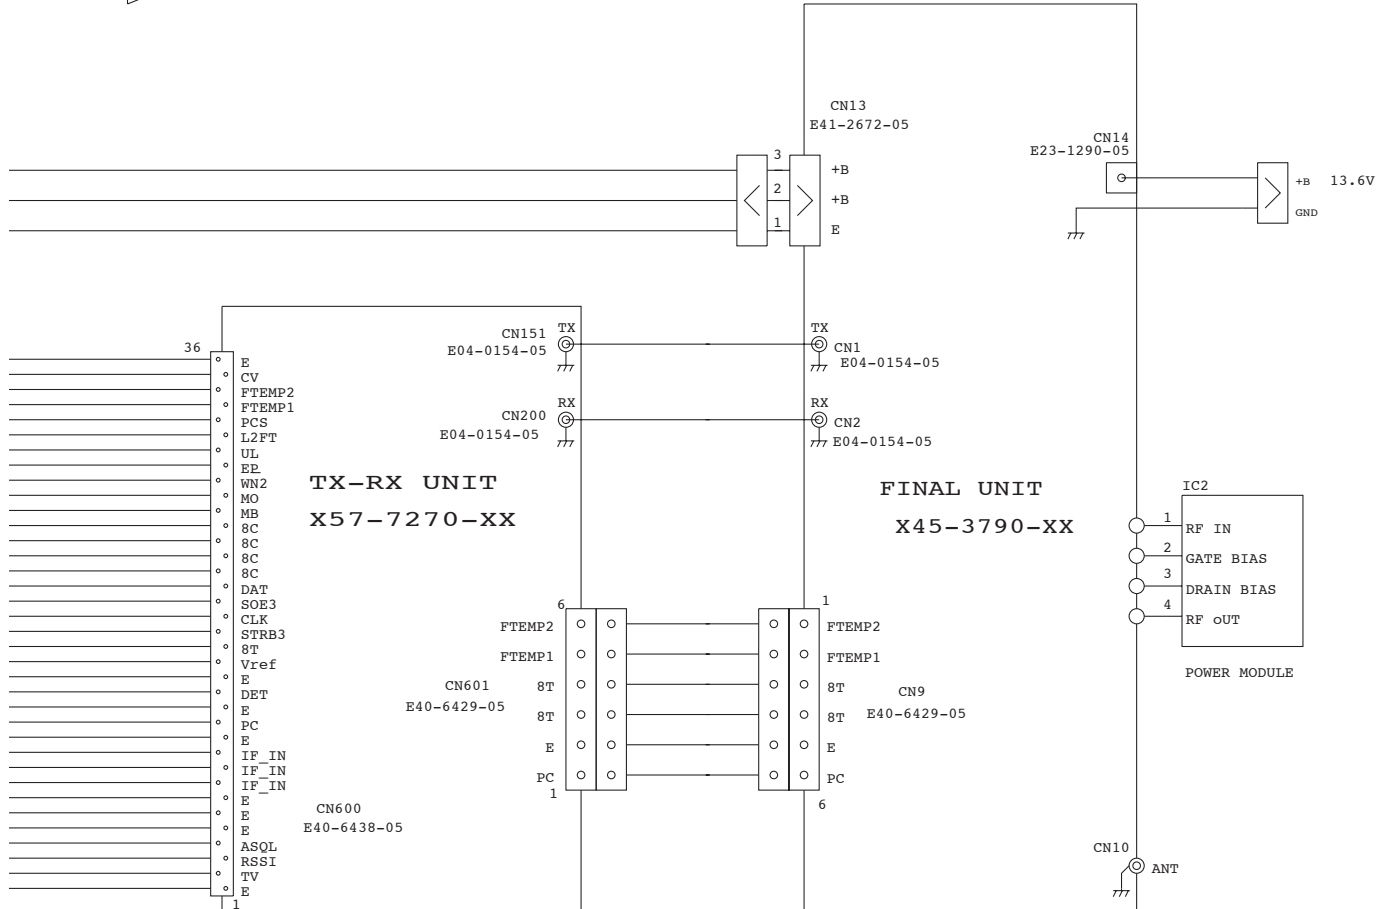 CN13
E41-2672-05
3
+B
2
+B
1
E
CN14
E23-1290-05
+B 13.6V
GND
36
E
CV
FTEMP2
FTEMP1
PCS
L2FT
UL
EP
WN2
MO
MB
8C
8C
8C
8C
DAT
SOE3
CLK
STRB3
8T
Vref
E
DET
E
PC
E
IF_IN
IF_IN
IF_IN
E
E
E
ASQL
RSSI
TV
E
1
CN600
E40-6438-05
TX-RX UNIT
X57-7270-XX
CN151 TX
E04-0154-05
CN200 RX
E04-0154-05
TX
CN1
E04-0154-05
RX
CN2
E04-0154-05
FINAL UNIT
X45-3790-XX
6
FTEMP2
FTEMP1
8T
8T
E
PC
1
CN601
E40-6429-05
1
FTEMP2
FTEMP1
8T
8T
E
PC
6
CN9
E40-6429-05
IC2
1 RF IN
2 GATE BIAS
3 DRAIN BIAS
4 RF oUT
POWER MODULE
CN10
ANT